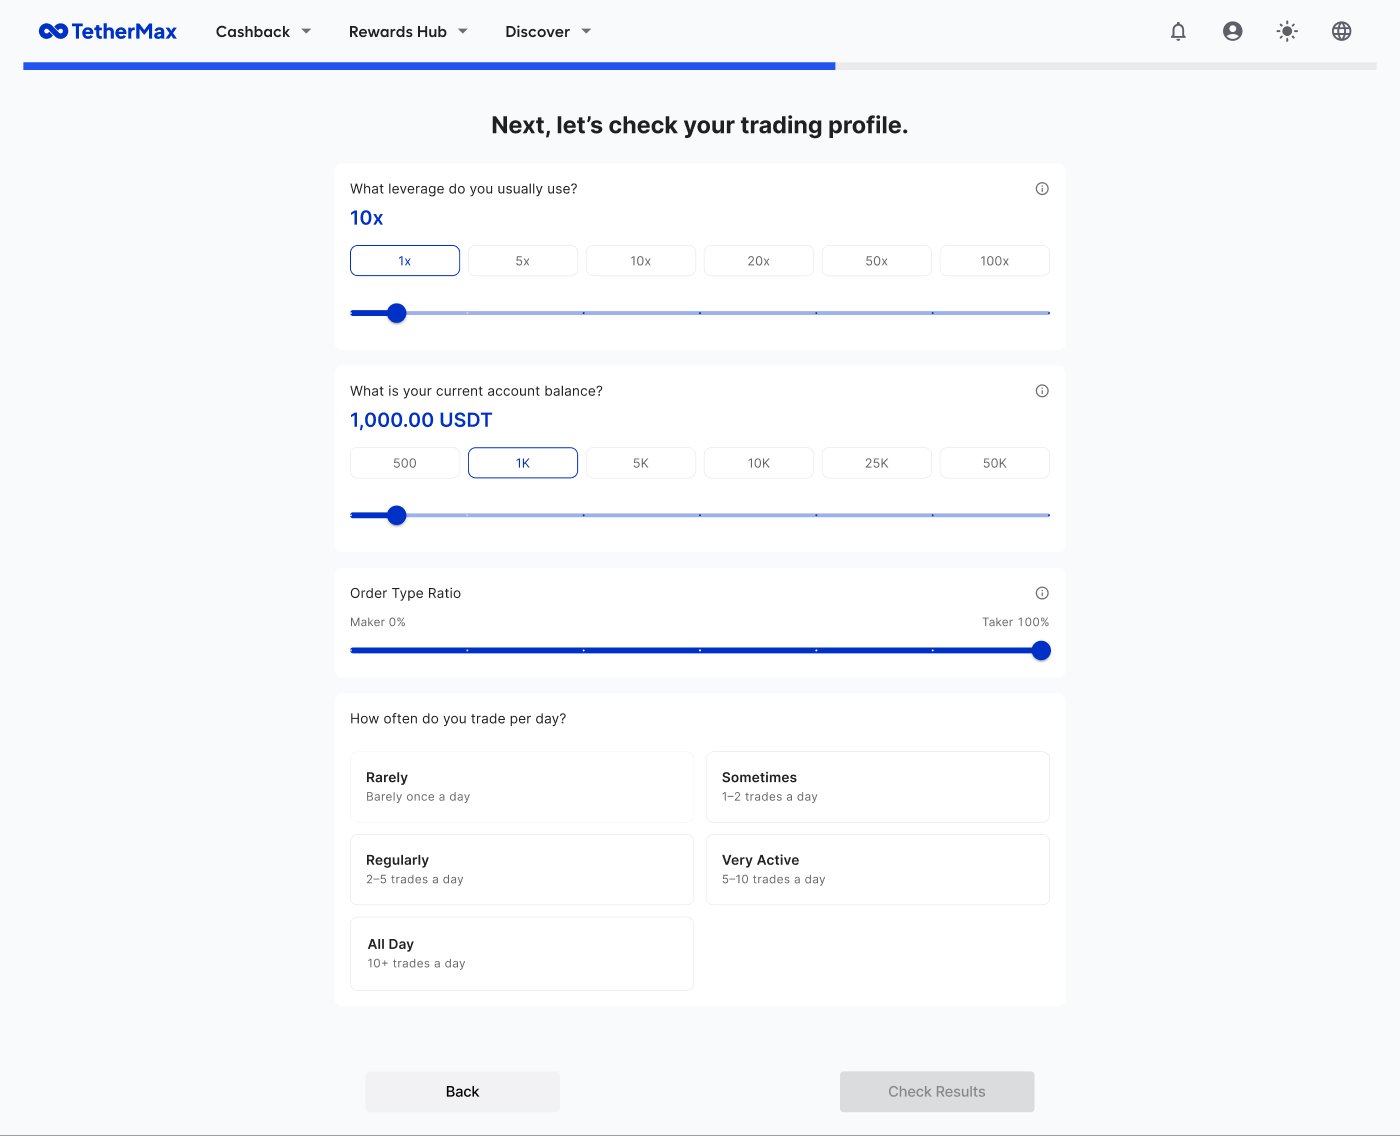 TetherMax Cashback Rewards Hub Discover
Next, let’s check your trading profile.
What leverage do you usually use?
10x
1x 5x 10x 20x 50x 100x
What is your current account balance?
1,000.00 USDT
500 1K 5K 10K 25K 50K
Order Type Ratio
Maker 0% Taker 100%
How often do you trade per day?
Rarely
Barely once a day
Sometimes
1–2 trades a day
Regularly
2–5 trades a day
Very Active
5–10 trades a day
All Day
10+ trades a day
Back Check Results